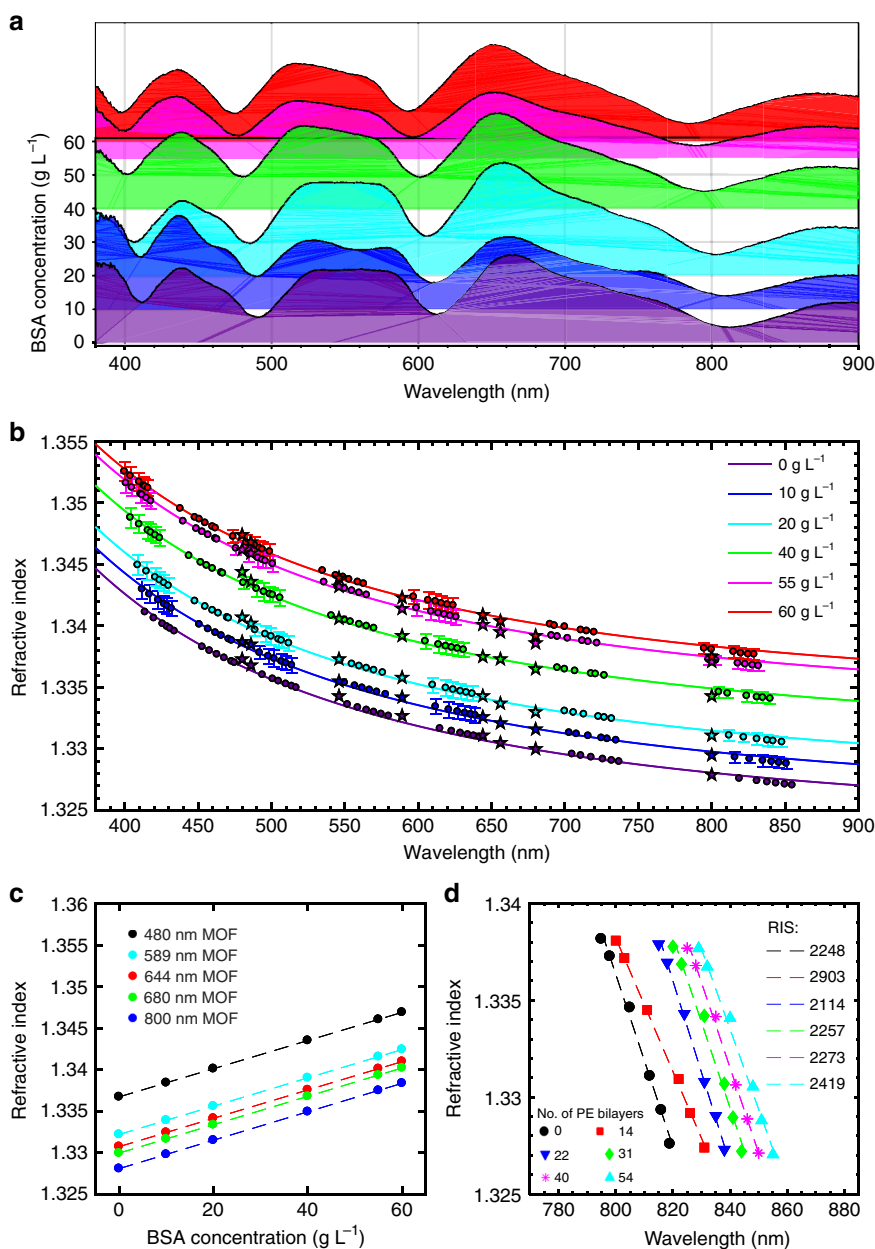 a
BSA concentration (g L⁻¹)
60
50
40
30
20
10
0
400 500 600 700 800 900
Wavelength (nm)
b
Refractive index
1.355
1.35
1.345
1.34
1.335
1.33
1.325
0 g L⁻¹
10 g L⁻¹
20 g L⁻¹
40 g L⁻¹
55 g L⁻¹
60 g L⁻¹
400 450 500 550 600 650 700 750 800 850 900
Wavelength (nm)
c
Refractive index
1.36
1.355
1.35
1.345
1.34
1.335
1.33
1.325
480 nm MOF
589 nm MOF
644 nm MOF
680 nm MOF
800 nm MOF
0 20 40 60
BSA concentration (g L⁻¹)
d
Refractive index
1.34
1.335
1.33
1.325
RIS:
2248
2903
2114
2257
2273
2419
No. of PE bilayers
0 14
22 31
40 54
780 800 820 840 860 880
Wavelength (nm)